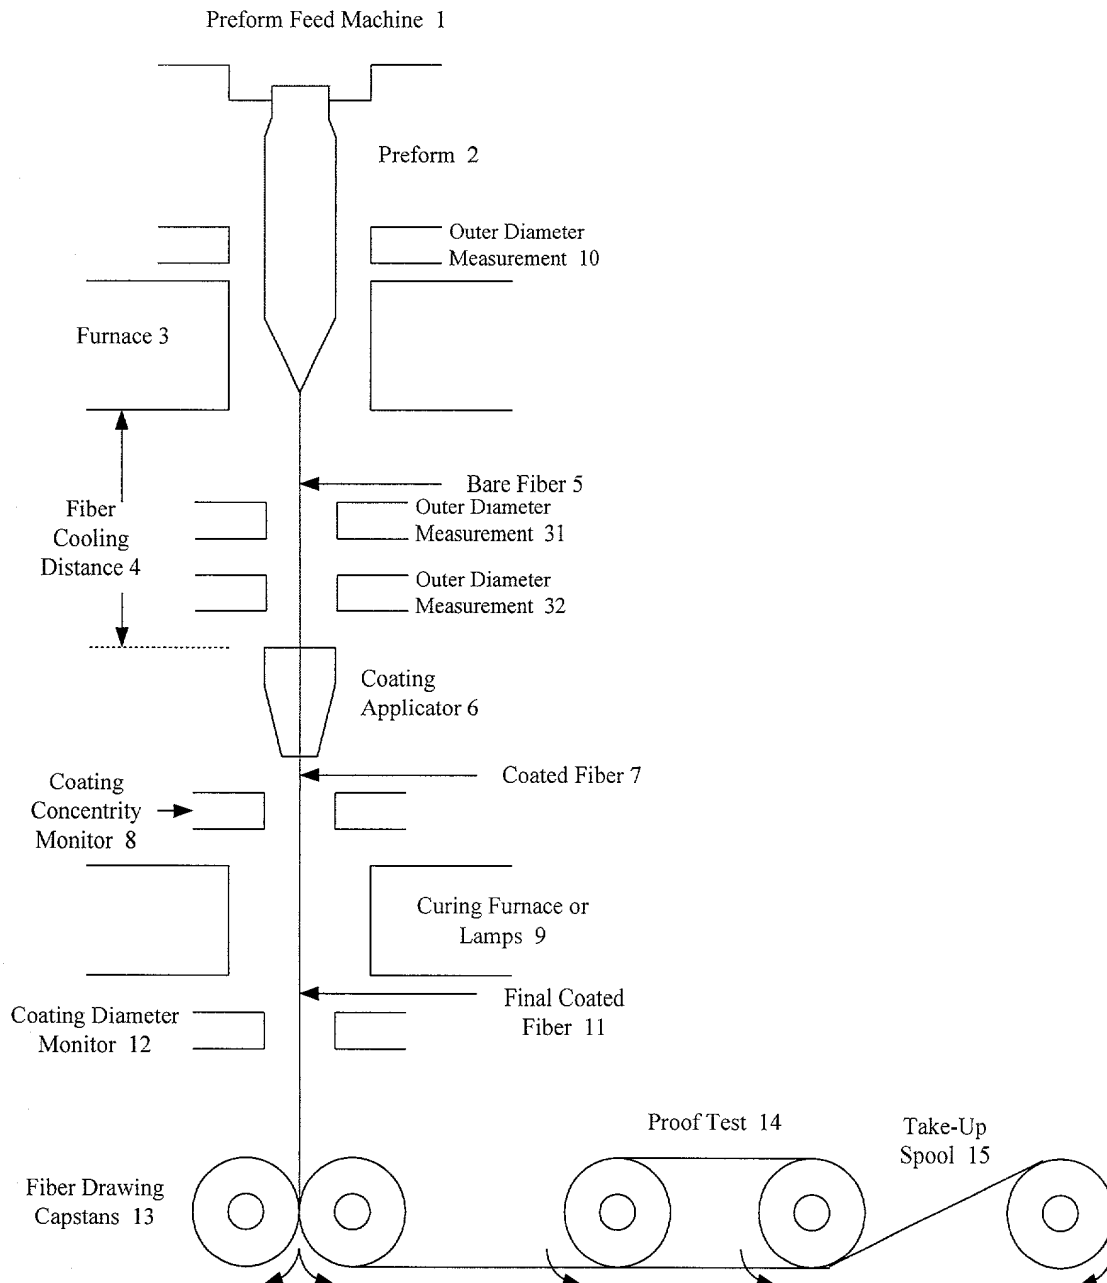 Preform Feed Machine 1
Preform 2
Outer Diameter
Measurement 10
Furnace 3
Bare Fiber 5
Outer Diameter
Measurement 31
Fiber
Cooling
Distance 4
Outer Diameter
Measurement 32
Coating
Applicator 6
Coated Fiber 7
Coating
Concentrity
Monitor 8
Curing Furnace or
Lamps 9
Final Coated
Fiber 11
Coating Diameter
Monitor 12
Proof Test 14
Take-Up
Spool 15
Fiber Drawing
Capstans 13